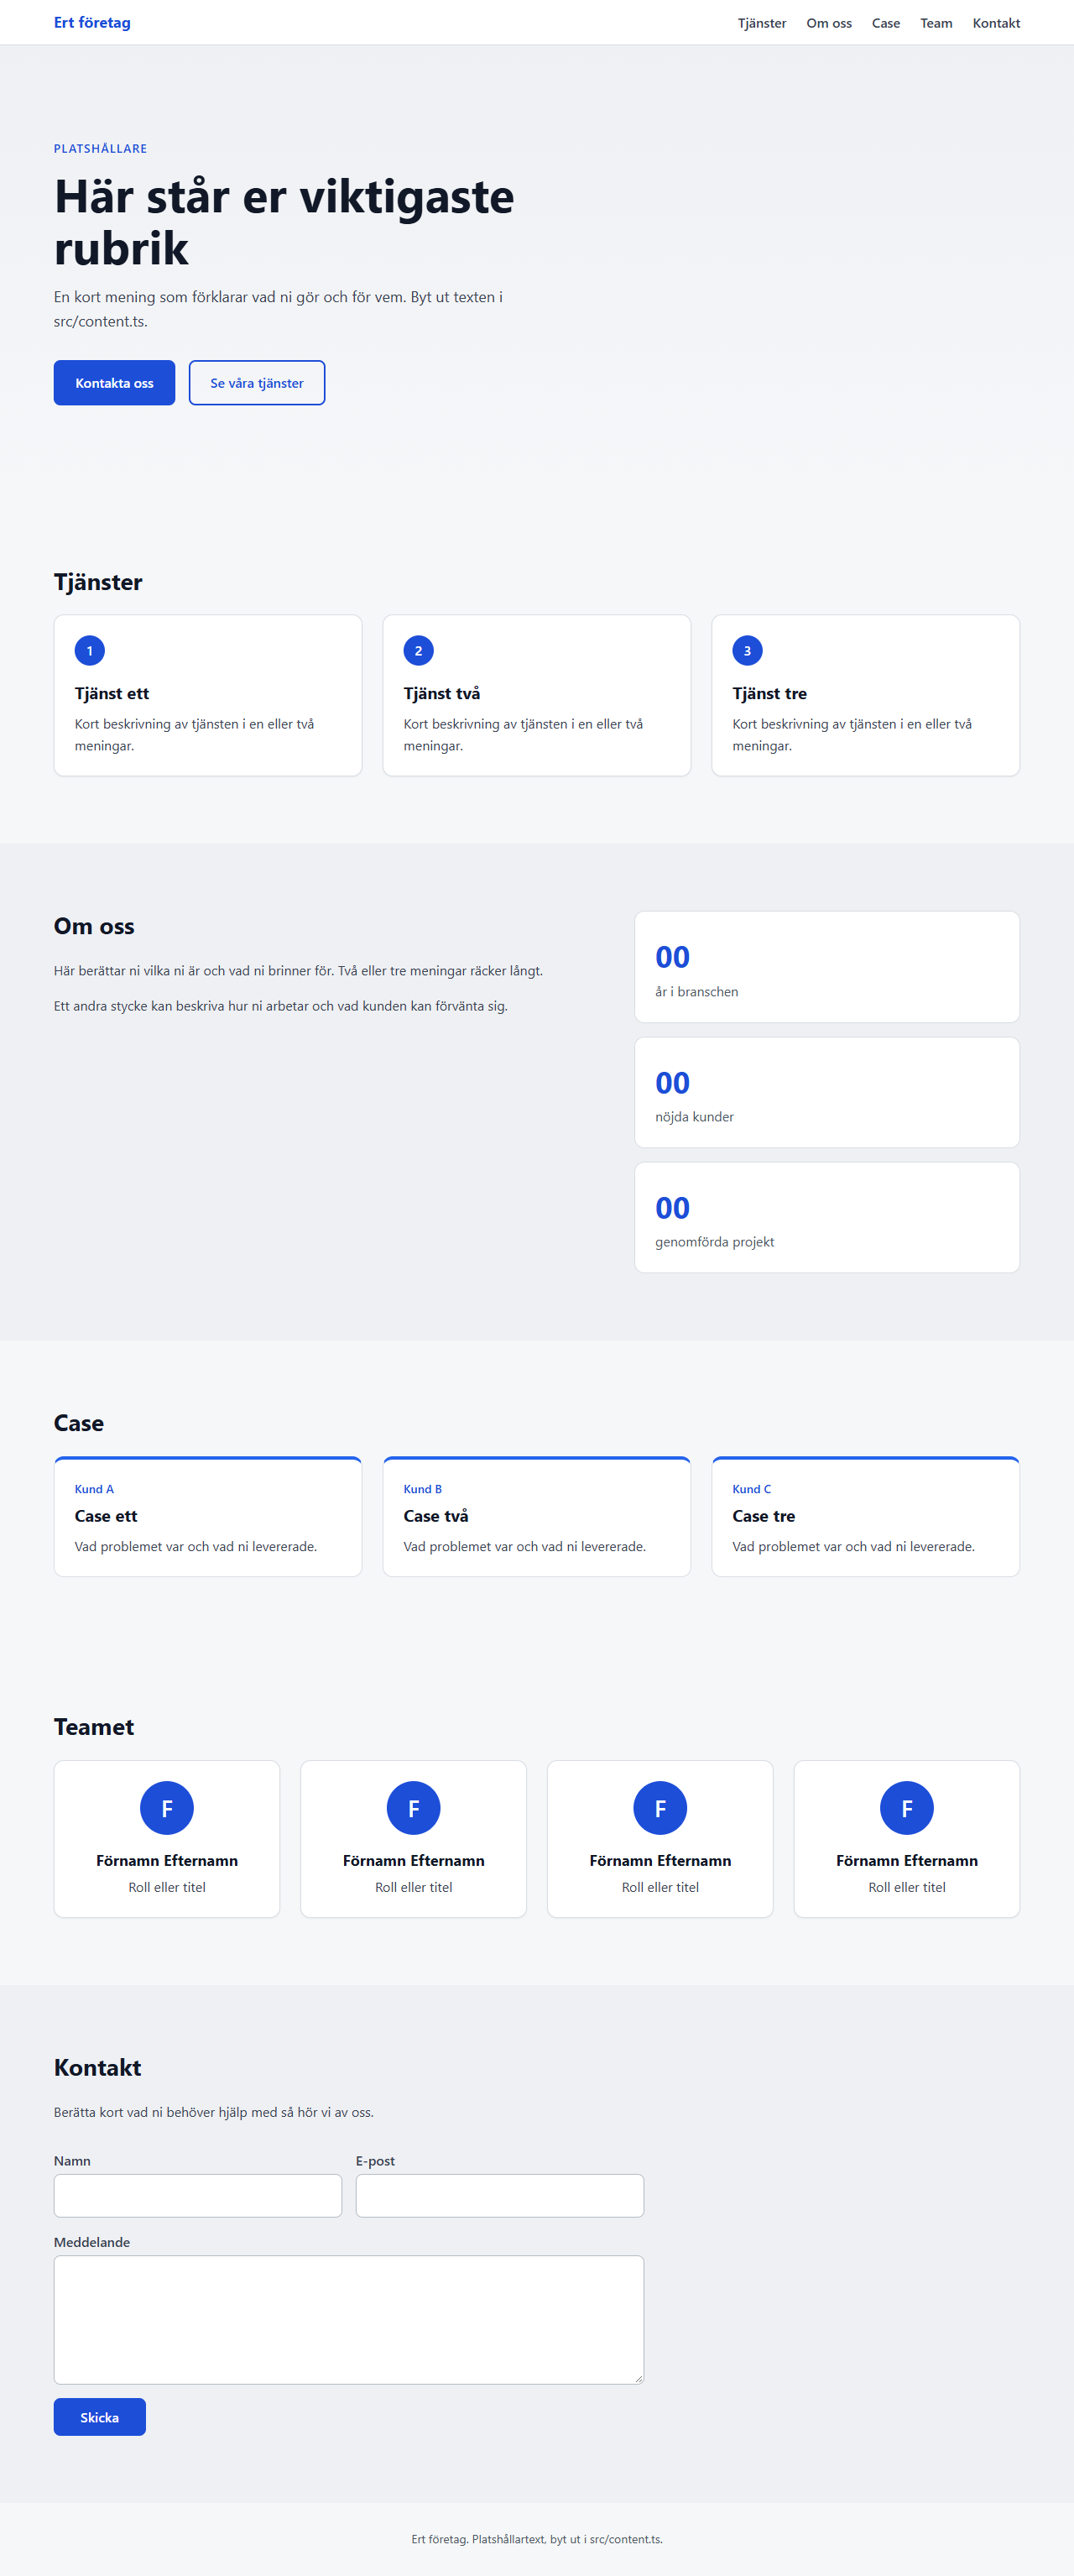 Ert företag
Tjänster Om oss Case Team Kontakt
PLATSHÅLLARE
Här står er viktigaste
rubrik
En kort mening som förklarar vad ni gör och för vem. Byt ut texten i
src/content.ts.
Kontakta oss
Se våra tjänster
Tjänster
1
Tjänst ett
Kort beskrivning av tjänsten i en eller två
meningar.
2
Tjänst två
Kort beskrivning av tjänsten i en eller två
meningar.
3
Tjänst tre
Kort beskrivning av tjänsten i en eller två
meningar.
Om oss
Här berättar ni vilka ni är och vad ni brinner för. Två eller tre meningar räcker långt.
Ett andra stycke kan beskriva hur ni arbetar och vad kunden kan förvänta sig.
00
år i branschen
00
nöjda kunder
00
genomförda projekt
Case
Kund A
Case ett
Vad problemet var och vad ni levererade.
Kund B
Case två
Vad problemet var och vad ni levererade.
Kund C
Case tre
Vad problemet var och vad ni levererade.
Teamet
F
Förnamn Efternamn
Roll eller titel
F
Förnamn Efternamn
Roll eller titel
F
Förnamn Efternamn
Roll eller titel
F
Förnamn Efternamn
Roll eller titel
Kontakt
Berätta kort vad ni behöver hjälp med så hör vi av oss.
Namn
E-post
Meddelande
Skicka
Ert företag. Platshållartext, byt ut i src/content.ts.